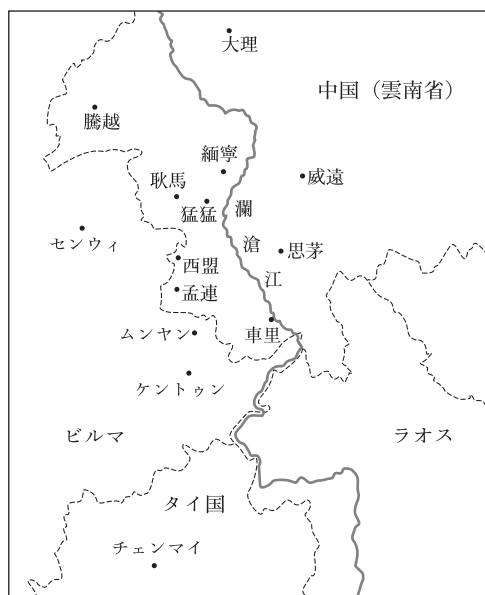 大理
中国（雲南省）
騰越
緬寧
耿馬
威遠
猛猛
瀾滄江
センウィ
思茅
西盟
孟連
車里
ムンヤン
ケントゥン
ビルマ
ラオス
タイ国
チェンマイ